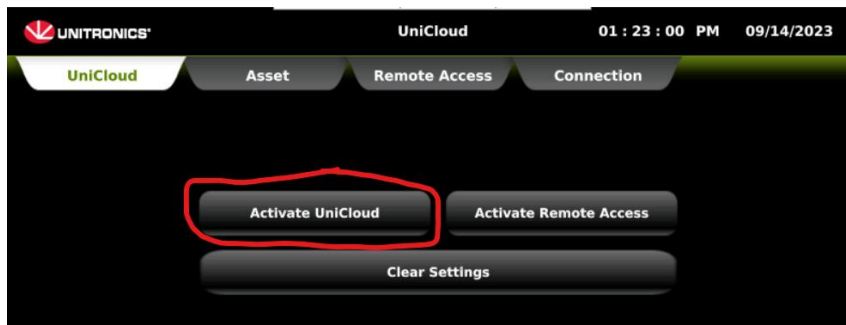 UNITRONICS UniCloud 01 : 23 : 00 PM 09/14/2023
UniCloud Asset Remote Access Connection
Activate UniCloud Activate Remote Access
Clear Settings